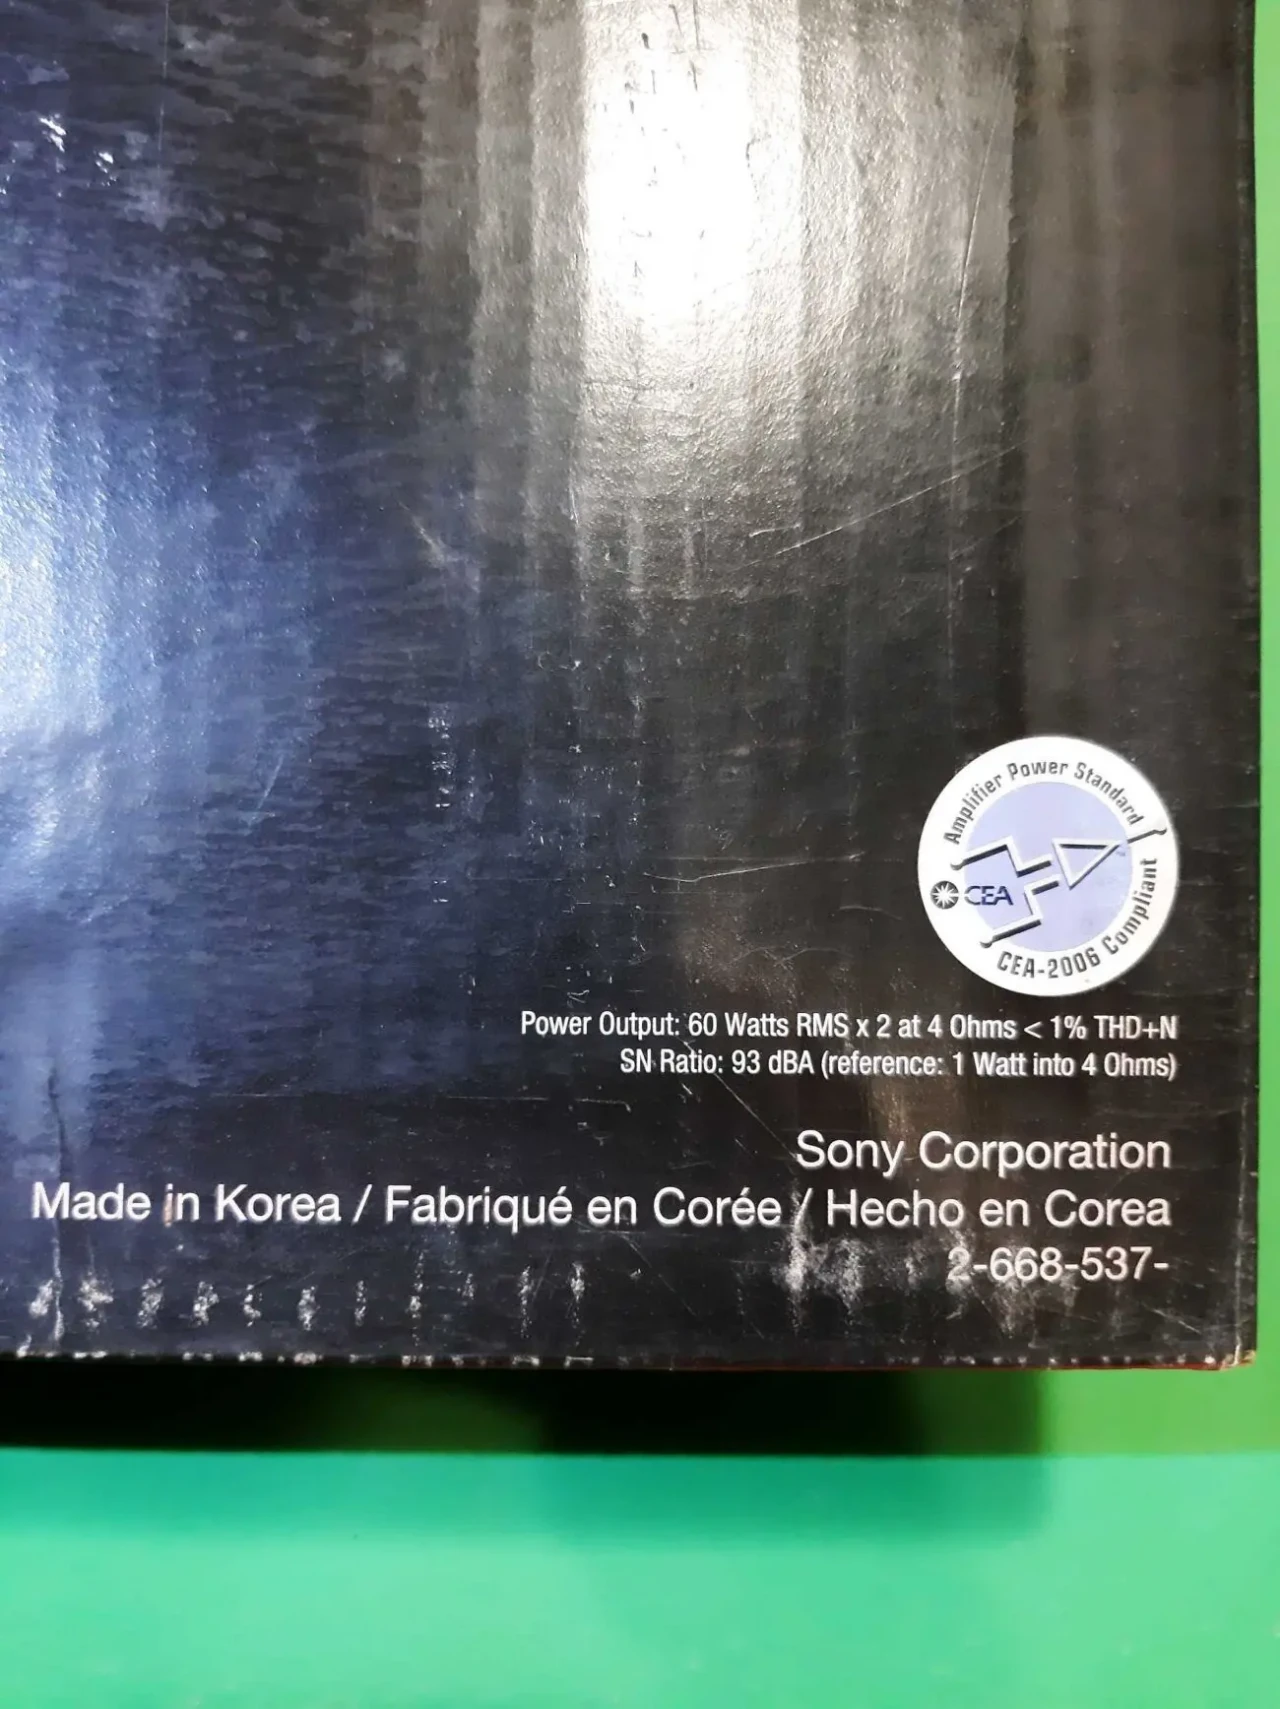 Amplifier Power Standard
CEA
CEA-2006 Compliant
Power Output: 60 Watts RMS x 2 at 4 Ohms < 1% THD+N
SN Ratio: 93 dBA (reference: 1 Watt into 4 Ohms)
Sony Corporation
Made in Korea / Fabriqué en Corée / Hecho en Corea
2-668-537-